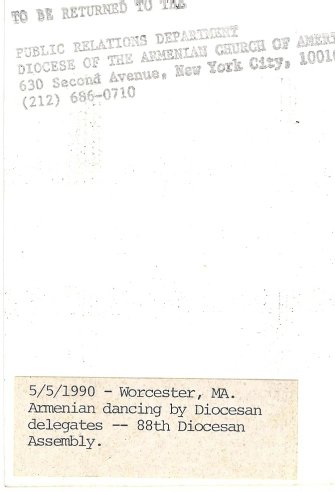 TO BE RETURNED TO THE
PUBLIC RELATIONS DEPARTMENT
DIOCESE OF THE ARMENIAN CHURCH OF AMERI
630 Second Avenue, New York City, 10016
(212) 686-0710
5/5/1990 - Worcester, MA.
Armenian dancing by Diocesan
delegates -- 88th Diocesan
Assembly.